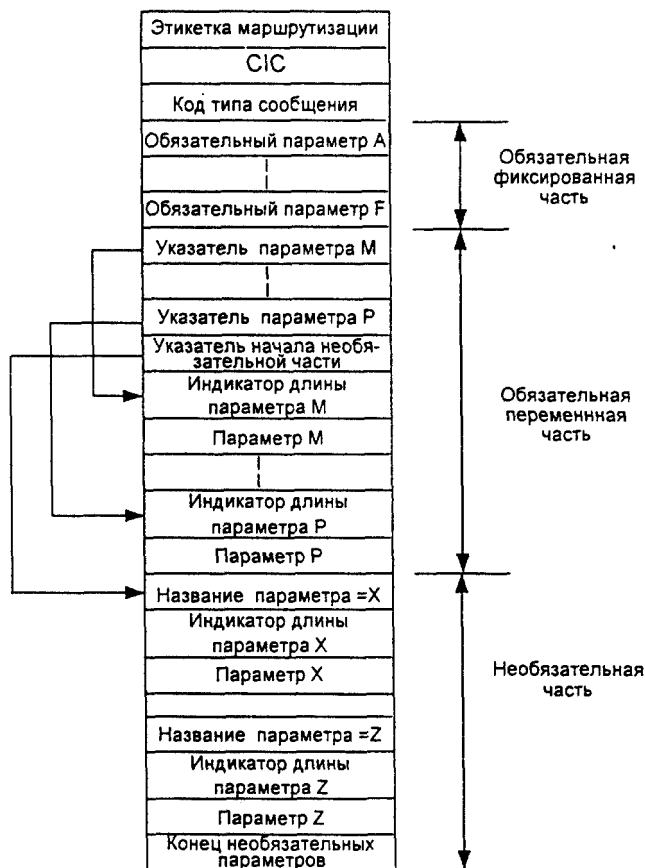 Этикетка маршрутизации
CIC
Код типа сообщения
Обязательный параметр A
Обязательный параметр F
Указатель параметра M
Указатель параметра P
Указатель начала необя-
зательной части
Индикатор длины
параметра M
Параметр M
Индикатор длины
параметра P
Параметр P
Название параметра =X
Индикатор длины
параметра X
Параметр X
Название параметра =Z
Индикатор длины
параметра Z
Параметр Z
Конец необязательных
параметров
Обязательная
фиксированная
часть
Обязательная
переменнная
часть
Необязательная
часть